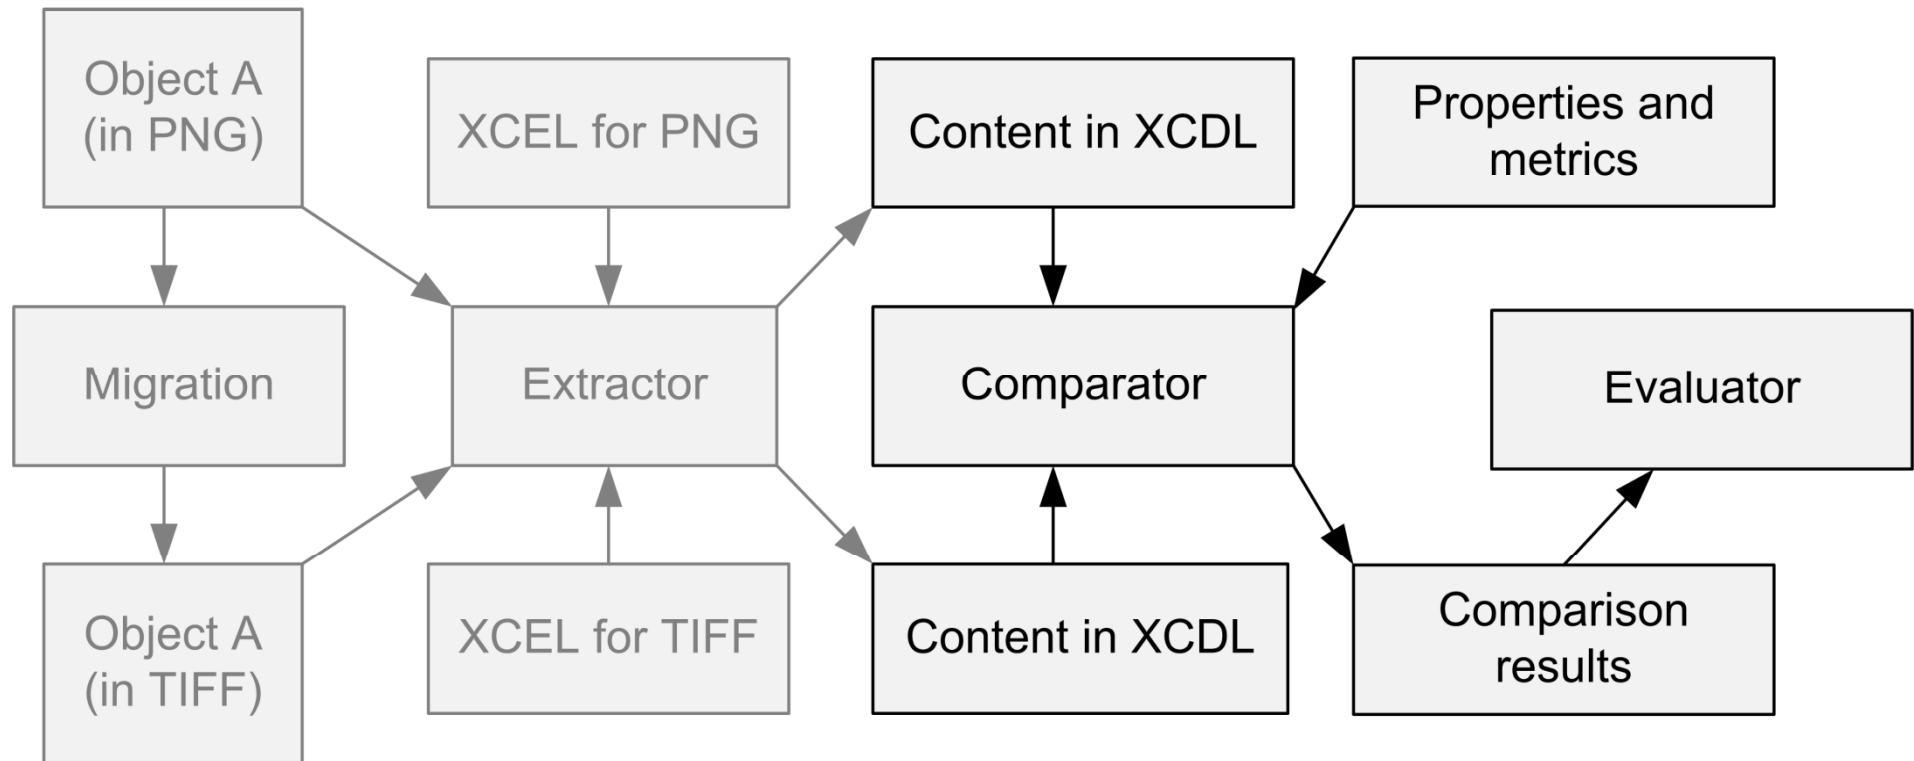 Object A
(in PNG)
XCEL for PNG
Content in XCDL
Properties and
metrics
Migration
Extractor
Comparator
Evaluator
Object A
(in TIFF)
XCEL for TIFF
Content in XCDL
Comparison
results